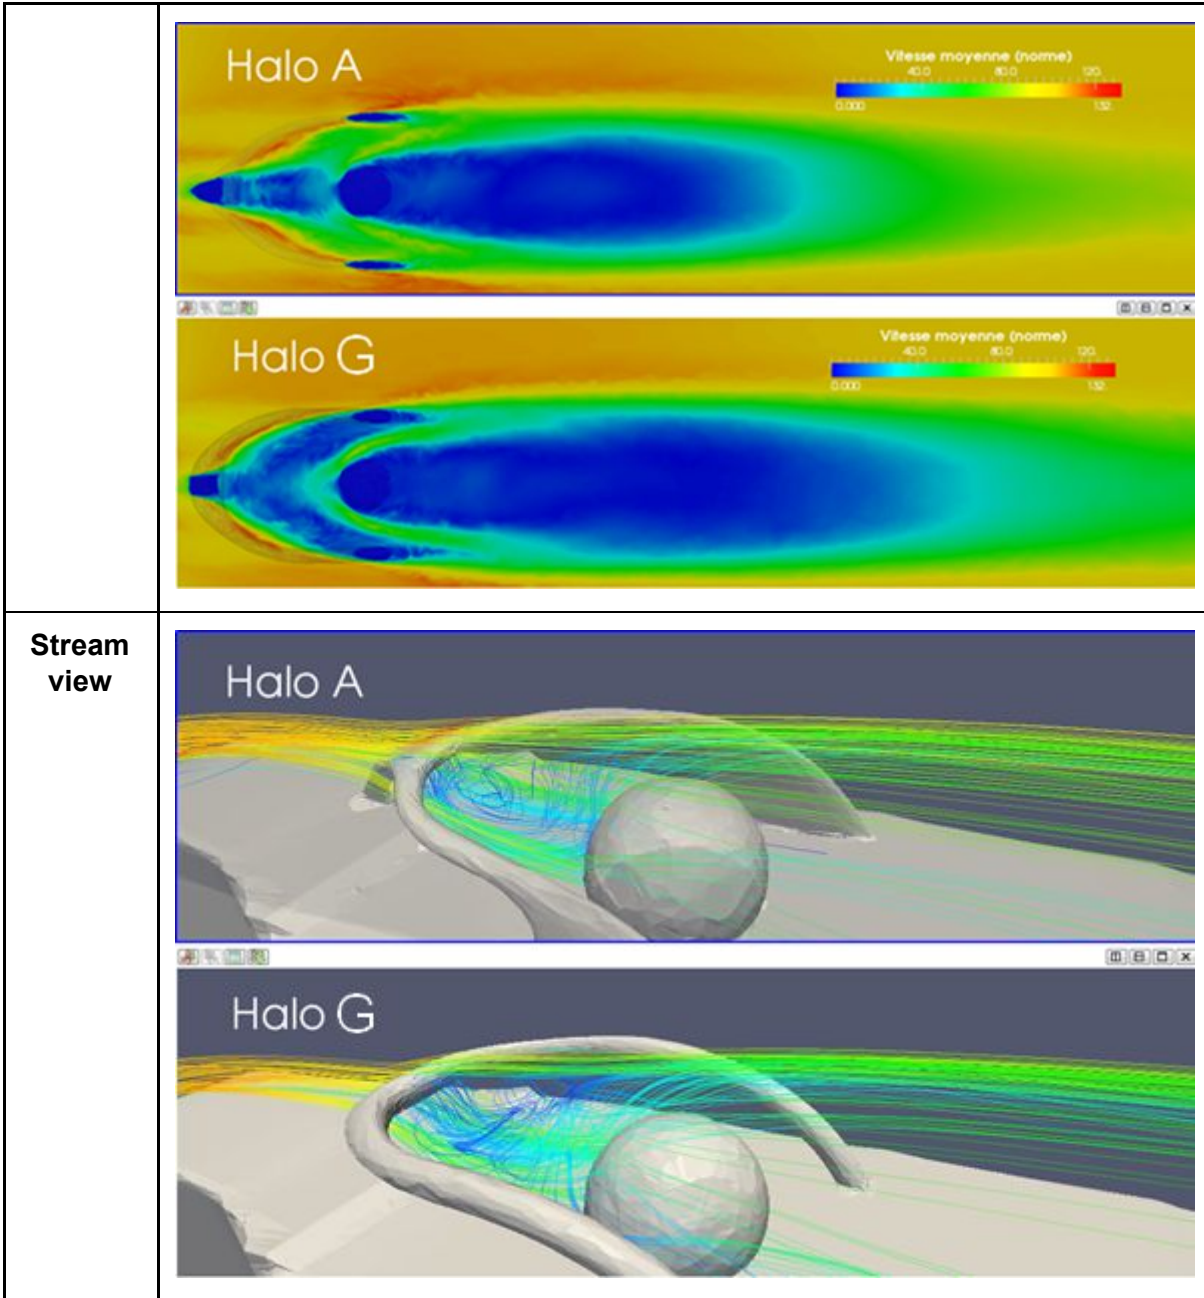 Halo A
Vitesse moyenne (norme)
40.0 80.0 120.
0.000 132.
Halo G
Vitesse moyenne (norme)
40.0 80.0 120.
0.000 132.
Stream
view
Halo A
Halo G